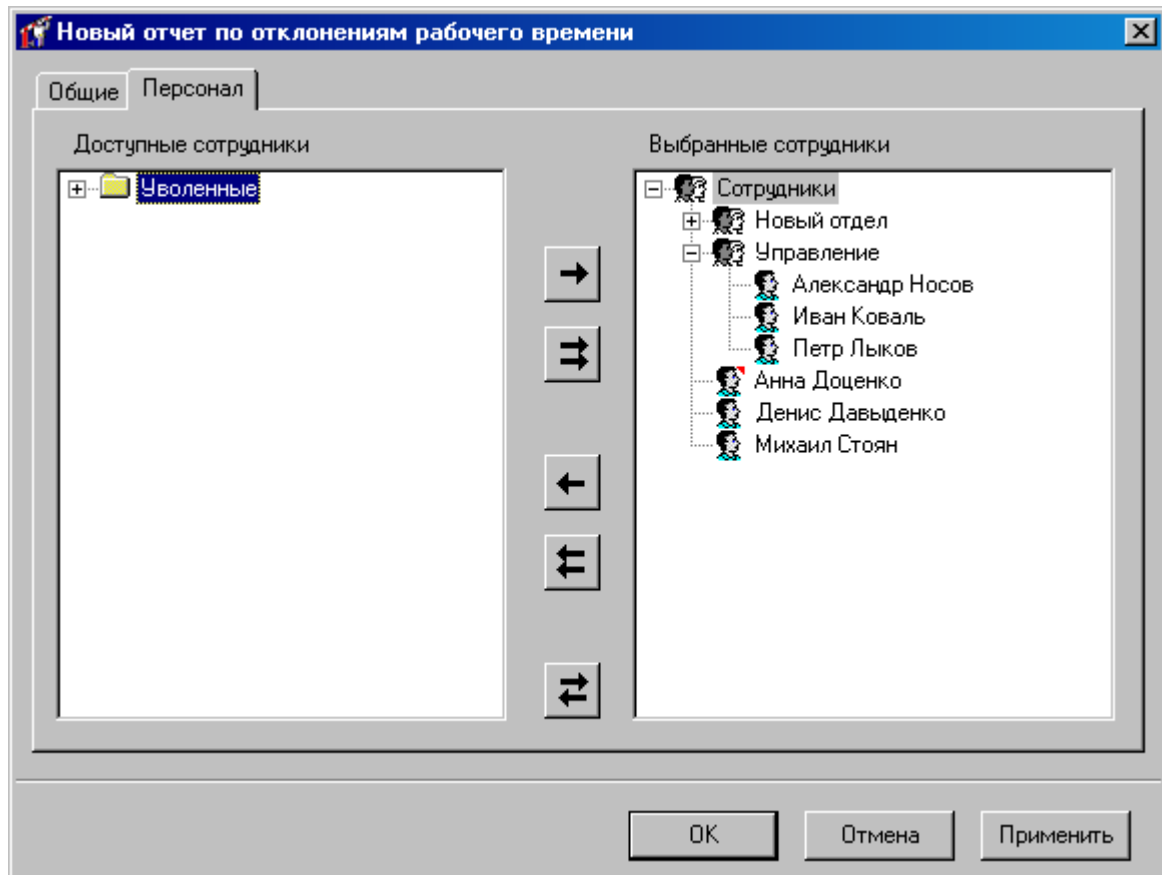 Новый отчет по отклонениям рабочего времени
Общие Персонал
Доступные сотрудники
Уволенные
Выбранные сотрудники
Сотрудники
Новый отдел
Управление
Александр Носов
Иван Коваль
Петр Лыков
Анна Доценко
Денис Давыденко
Михаил Стоян
OK Отмена Применить